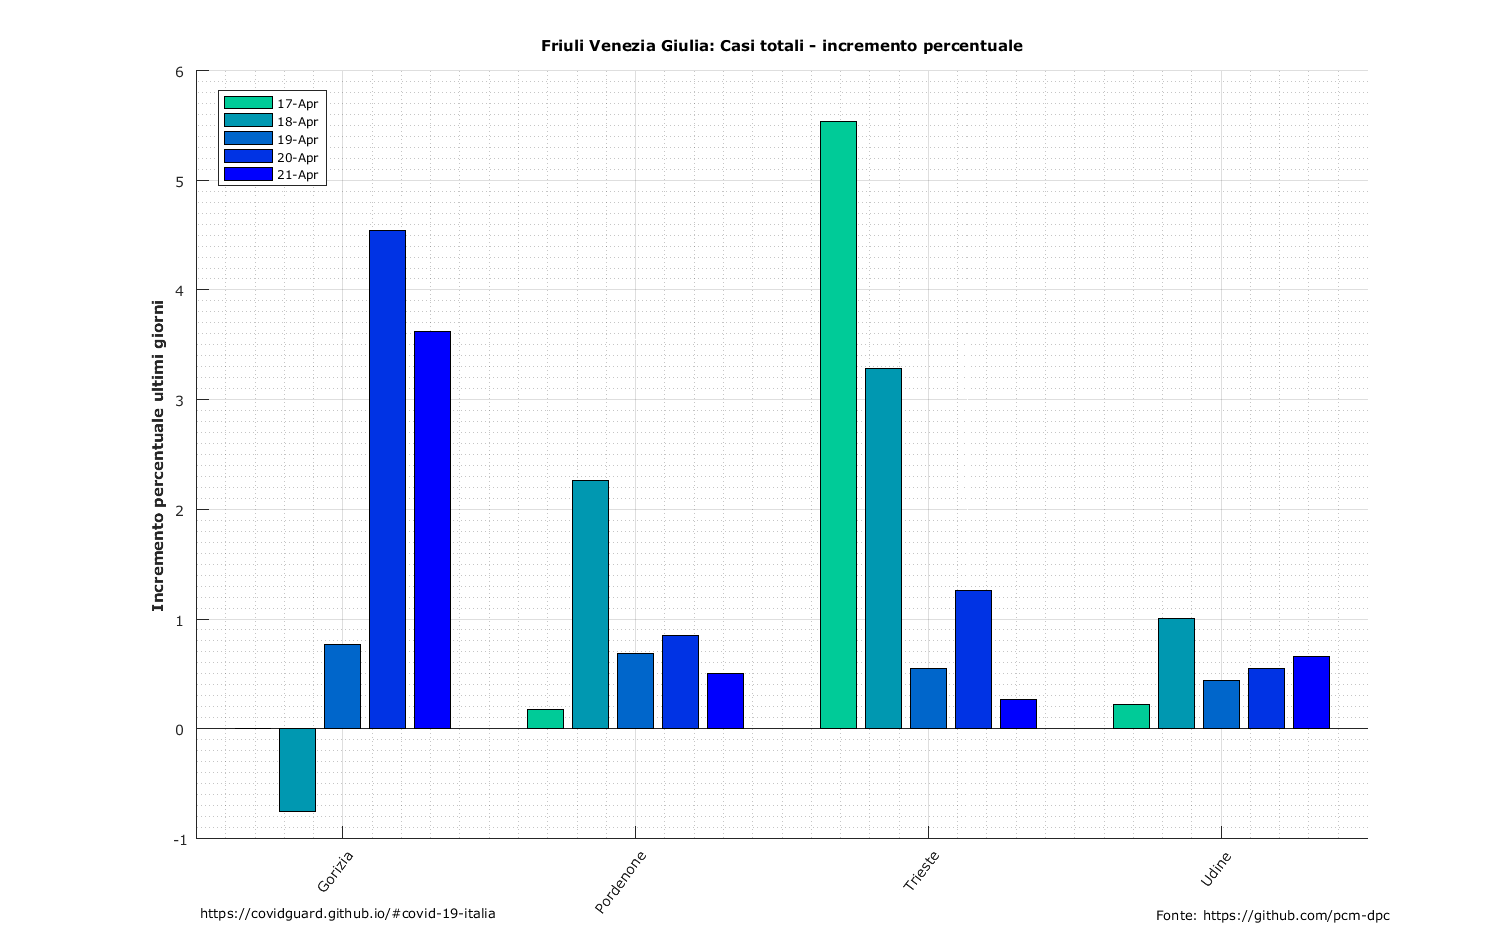 Friuli Venezia Giulia: Casi totali - incremento percentuale
6
5
4
3
2
1
0
-1
Incremento percentuale ultimi giorni
17-Apr
18-Apr
19-Apr
20-Apr
21-Apr
Gorizia
Pordenone
Trieste
Udine
https://covidguard.github.io/#covid-19-italia
Fonte: https://github.com/pcm-dpc